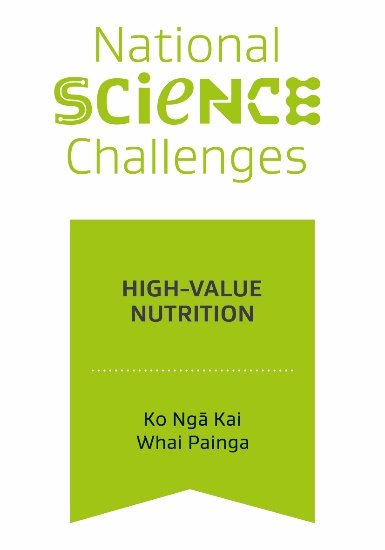 National
SCieNCE
Challenges
HIGH-VALUE
NUTRITION
Ko Ngā Kai
Whai Painga